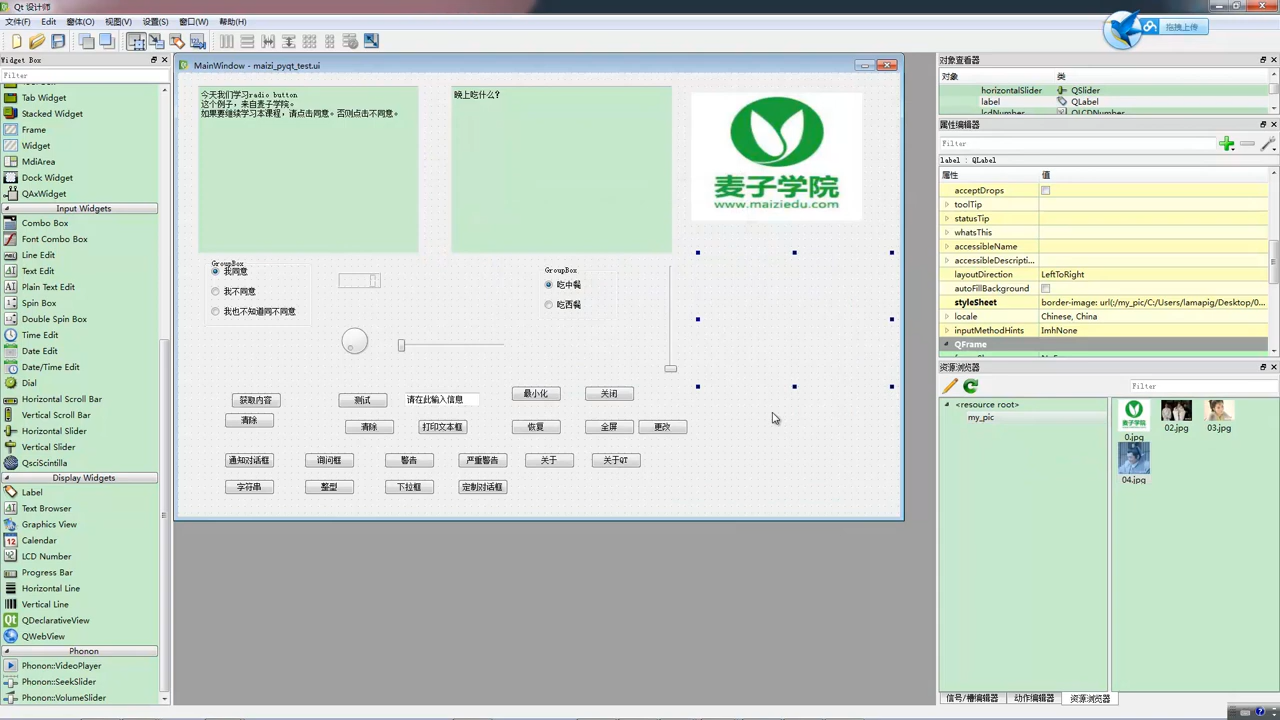 Qt 设计师
文件(F) Edit 窗体(O) 视图(V) 设置(S) 窗口(W) 帮助(H)
拖拽上传
Widget Box
Filter
Tab Widget
Stacked Widget
Frame
Widget
MdiArea
Dock Widget
QAxWidget
Input Widgets
Combo Box
Font Combo Box
Line Edit
Text Edit
Plain Text Edit
Spin Box
Double Spin Box
Time Edit
Date Edit
Date/Time Edit
Dial
Horizontal Scroll Bar
Vertical Scroll Bar
Horizontal Slider
Vertical Slider
QsciScintilla
Display Widgets
Label
Text Browser
Graphics View
Calendar
LCD Number
Progress Bar
Horizontal Line
Vertical Line
QDeclarativeView
QWebView
Phonon
Phonon::VideoPlayer
Phonon::SeekSlider
Phonon::VolumeSlider
MainWindow - maizi_pyqt_test.ui
今天我们学习radio button
这个例子，来自麦子学院。
如果要继续学习本课程，请点击同意。否则点击不同意。
晚上吃什么？
麦子学院
www.maiziedu.com
GroupBox
我同意
我不同意
我也不知道同不同意
GroupBox
吃中餐
吃西餐
获取内容 测试 请在此输入信息 最小化 关闭
清除 清除 打印文本框 恢复 全屏 更改
通知对话框 询问框 警告 严重警告 关于 关于QT
字符串 整型 下拉框 定制对话框
对象查看器
对象 类
horizontalSlider QSlider
label QLabel
lcdNumber QLCDNumber
属性编辑器
Filter
label : QLabel
属性 值
acceptDrops
toolTip
statusTip
whatsThis
accessibleName
accessibleDescripti...
layoutDirection LeftToRight
autoFillBackground
styleSheet border-image: url(:/my_pic/C:/Users/lamapig/Desktop/0...
locale Chinese, China
inputMethodHints ImhNone
QFrame
资源浏览器
Filter
<resource root>
my_pic
0.jpg 02.jpg 03.jpg
04.jpg
信号/槽编辑器 动作编辑器 资源浏览器